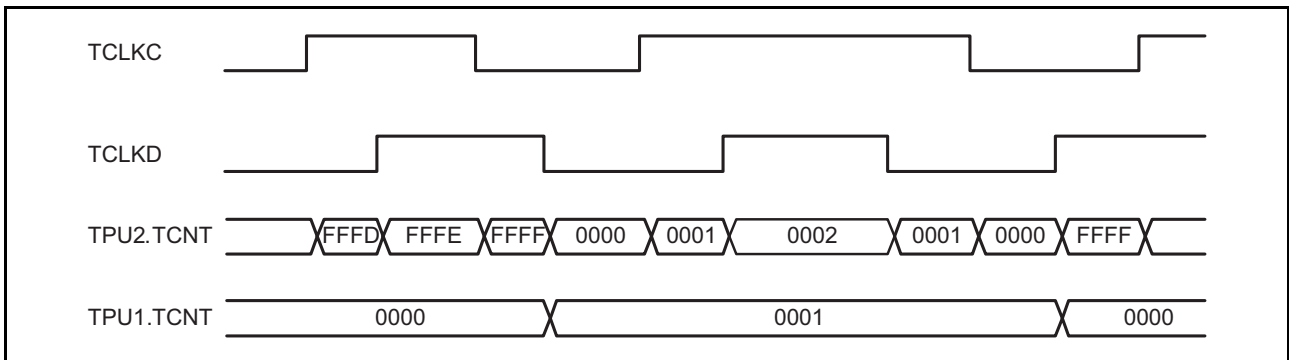 TCLKC
TCLKD
TPU2.TCNT FFFD FFFE FFFF 0000 0001 0002 0001 0000 FFFF
TPU1.TCNT 0000 0001 0000